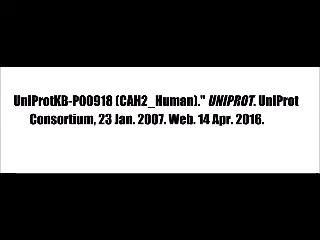 UniProtKB-P00918 (CAH2_Human)." UNIPROT. UniProt
Consortium, 23 Jan. 2007. Web. 14 Apr. 2016.